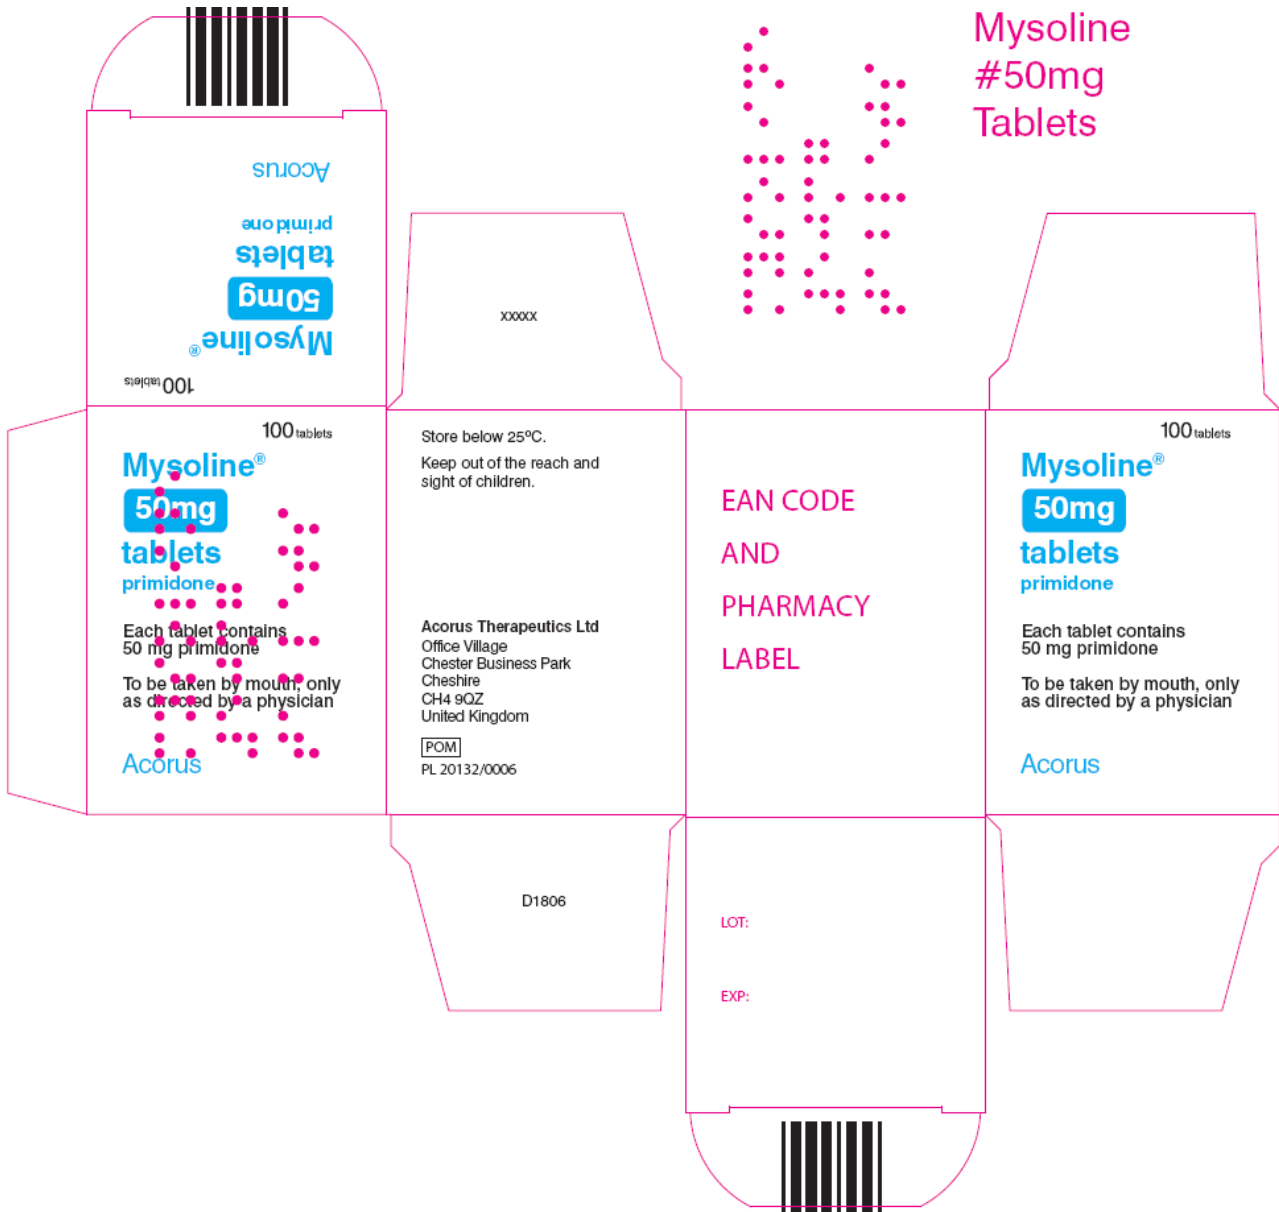 Mysoline
#50mg
Tablets
Acorus
primidone
tablets
50mg
Mysoline®
100 tablets
xxxxx
100 tablets
Mysoline®
50mg
tablets
primidone
Each tablet contains
50 mg primidone
To be taken by mouth, only
as directed by a physician
Acorus
Store below 25ºC.
Keep out of the reach and
sight of children.
Acorus Therapeutics Ltd
Office Village
Chester Business Park
Cheshire
CH4 9QZ
United Kingdom
POM
PL 20132/0006
EAN CODE
AND
PHARMACY
LABEL
100 tablets
Mysoline®
50mg
tablets
primidone
Each tablet contains
50 mg primidone
To be taken by mouth, only
as directed by a physician
Acorus
D1806
LOT:
EXP: